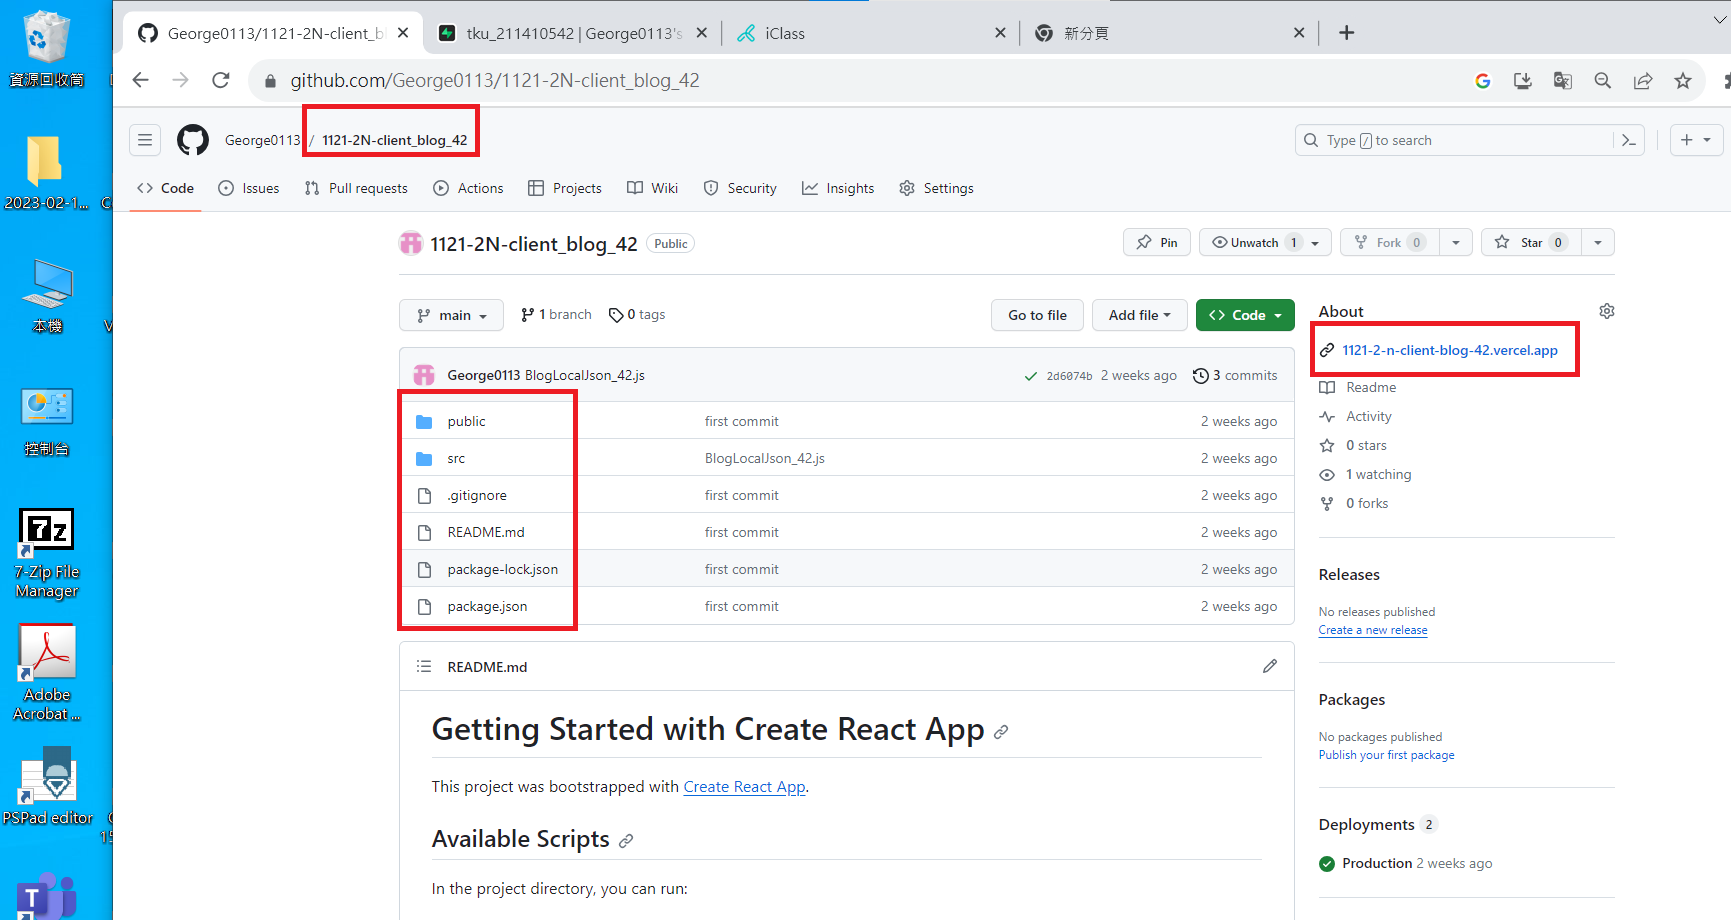 資源回收筒
2023-02-1...
本機
控制台
7-Zip File
Manager
Adobe
Acrobat ...
PSPad editor
George0113/1121-2N-client_bl
tku_211410542 | George0113's
iClass
新分頁
github.com/George0113/1121-2N-client_blog_42
George0113 / 1121-2N-client_blog_42
Type / to search
Code Issues Pull requests Actions Projects Wiki Security Insights Settings
1121-2N-client_blog_42 Public
Pin Unwatch 1 Fork 0 Star 0
main 1 branch 0 tags Go to file Add file Code
George0113 BlogLocalJson_42.js 2d6074b 2 weeks ago 3 commits
public first commit 2 weeks ago
src BlogLocalJson_42.js 2 weeks ago
.gitignore first commit 2 weeks ago
README.md first commit 2 weeks ago
package-lock.json first commit 2 weeks ago
package.json first commit 2 weeks ago
README.md
Getting Started with Create React App
This project was bootstrapped with Create React App.
Available Scripts
In the project directory, you can run:
About
1121-2-n-client-blog-42.vercel.app
Readme
Activity
0 stars
1 watching
0 forks
Releases
No releases published
Create a new release
Packages
No packages published
Publish your first package
Deployments 2
Production 2 weeks ago